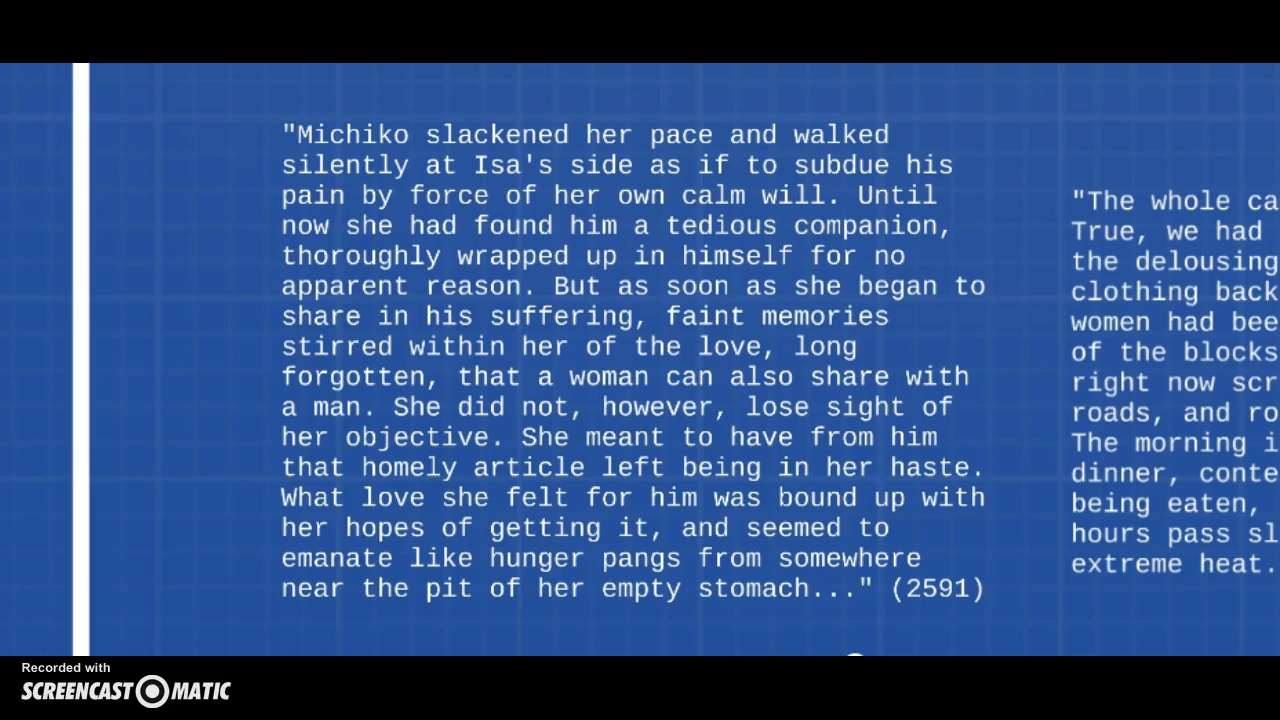 "Michiko slackened her pace and walked
silently at Isa's side as if to subdue his
pain by force of her own calm will. Until
now she had found him a tedious companion,
thoroughly wrapped up in himself for no
apparent reason. But as soon as she began to
share in his suffering, faint memories
stirred within her of the love, long
forgotten, that a woman can also share with
a man. She did not, however, lose sight of
her objective. She meant to have from him
that homely article left being in her haste.
What love she felt for him was bound up with
her hopes of getting it, and seemed to
emanate like hunger pangs from somewhere
near the pit of her empty stomach..." (2591)
"The whole ca
True, we had
the delousing
clothing back
women had bee
of the blocks
right now scr
roads, and ro
The morning i
dinner, conte
being eaten,
hours pass sl
extreme heat.
Recorded with
SCREENCAST MATIC